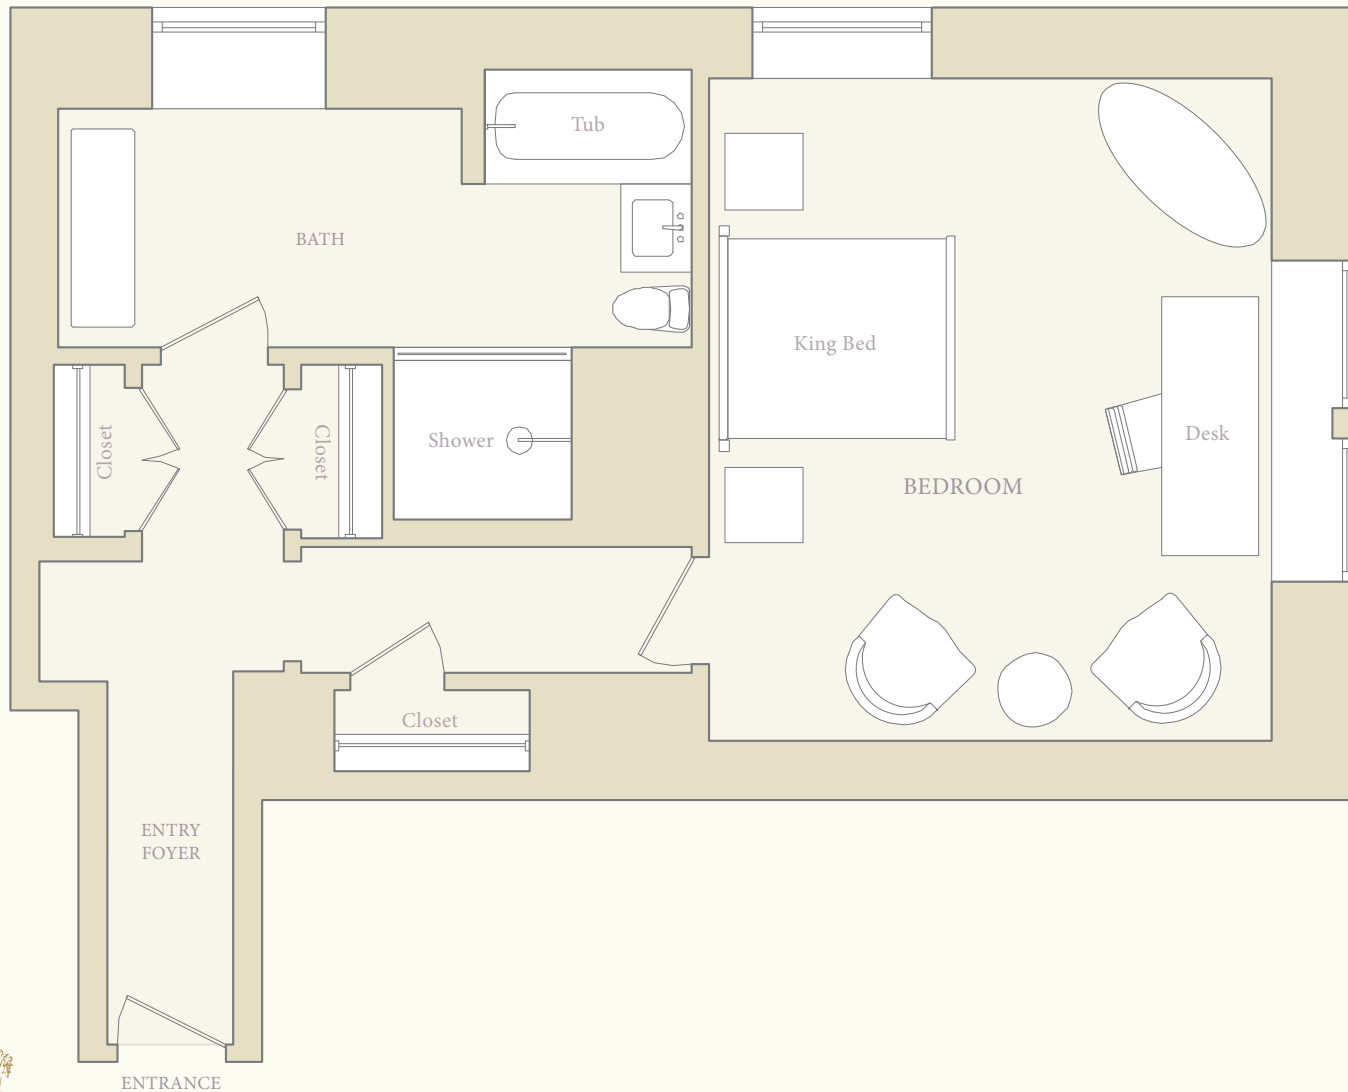 Tub
BATH
King Bed
Closet
Closet
Shower
Desk
BEDROOM
Closet
ENTRY
FOYER
ENTRANCE